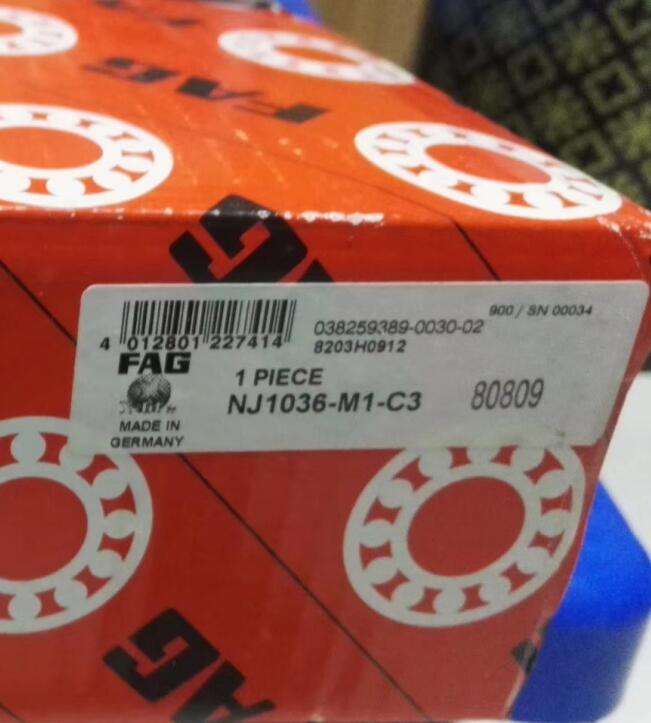 FAG
900 / SN 00034
038259389-0030-02
4 012801 227414
8203H0912
FAG
1 PIECE
NJ1036-M1-C3
80809
MADE IN
GERMANY